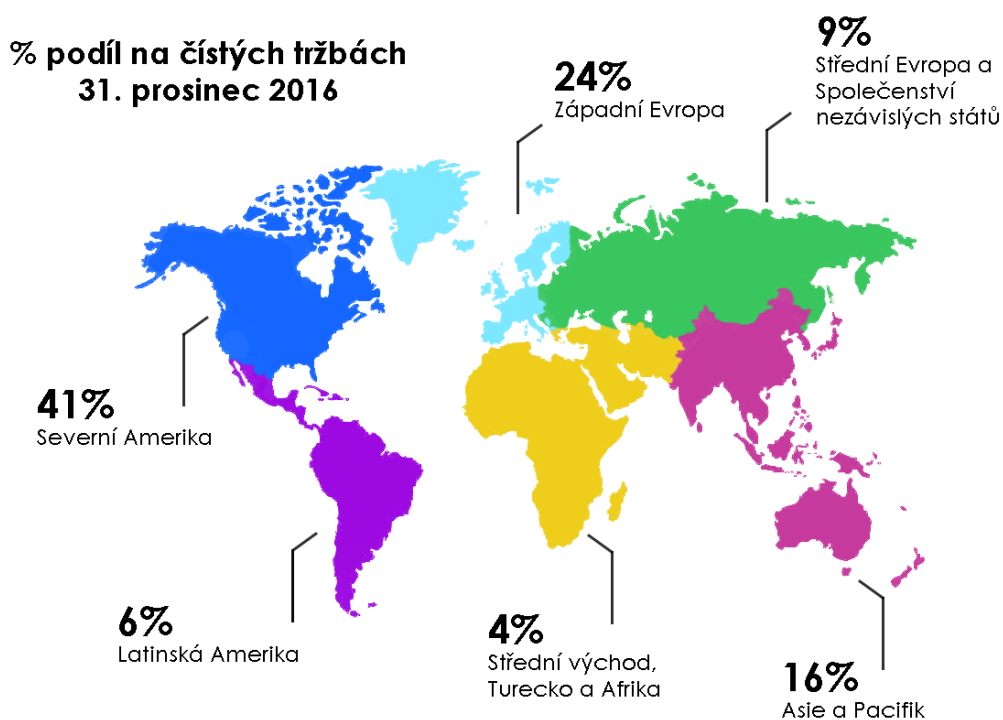 % podíl na čístých tržbách
31. prosinec 2016
24%
Západní Evropa
9%
Střední Evropa a
Společenství
nezávislých států
41%
Severní Amerika
6%
Latinská Amerika
4%
Střední východ,
Turecko a Afrika
16%
Asie a Pacifik